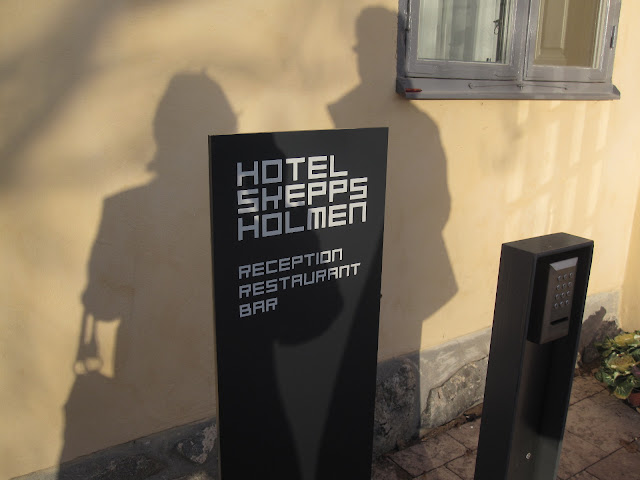 HOTEL
SKEPPS
HOLMEN
RECEPTION
RESTAURANT
BAR